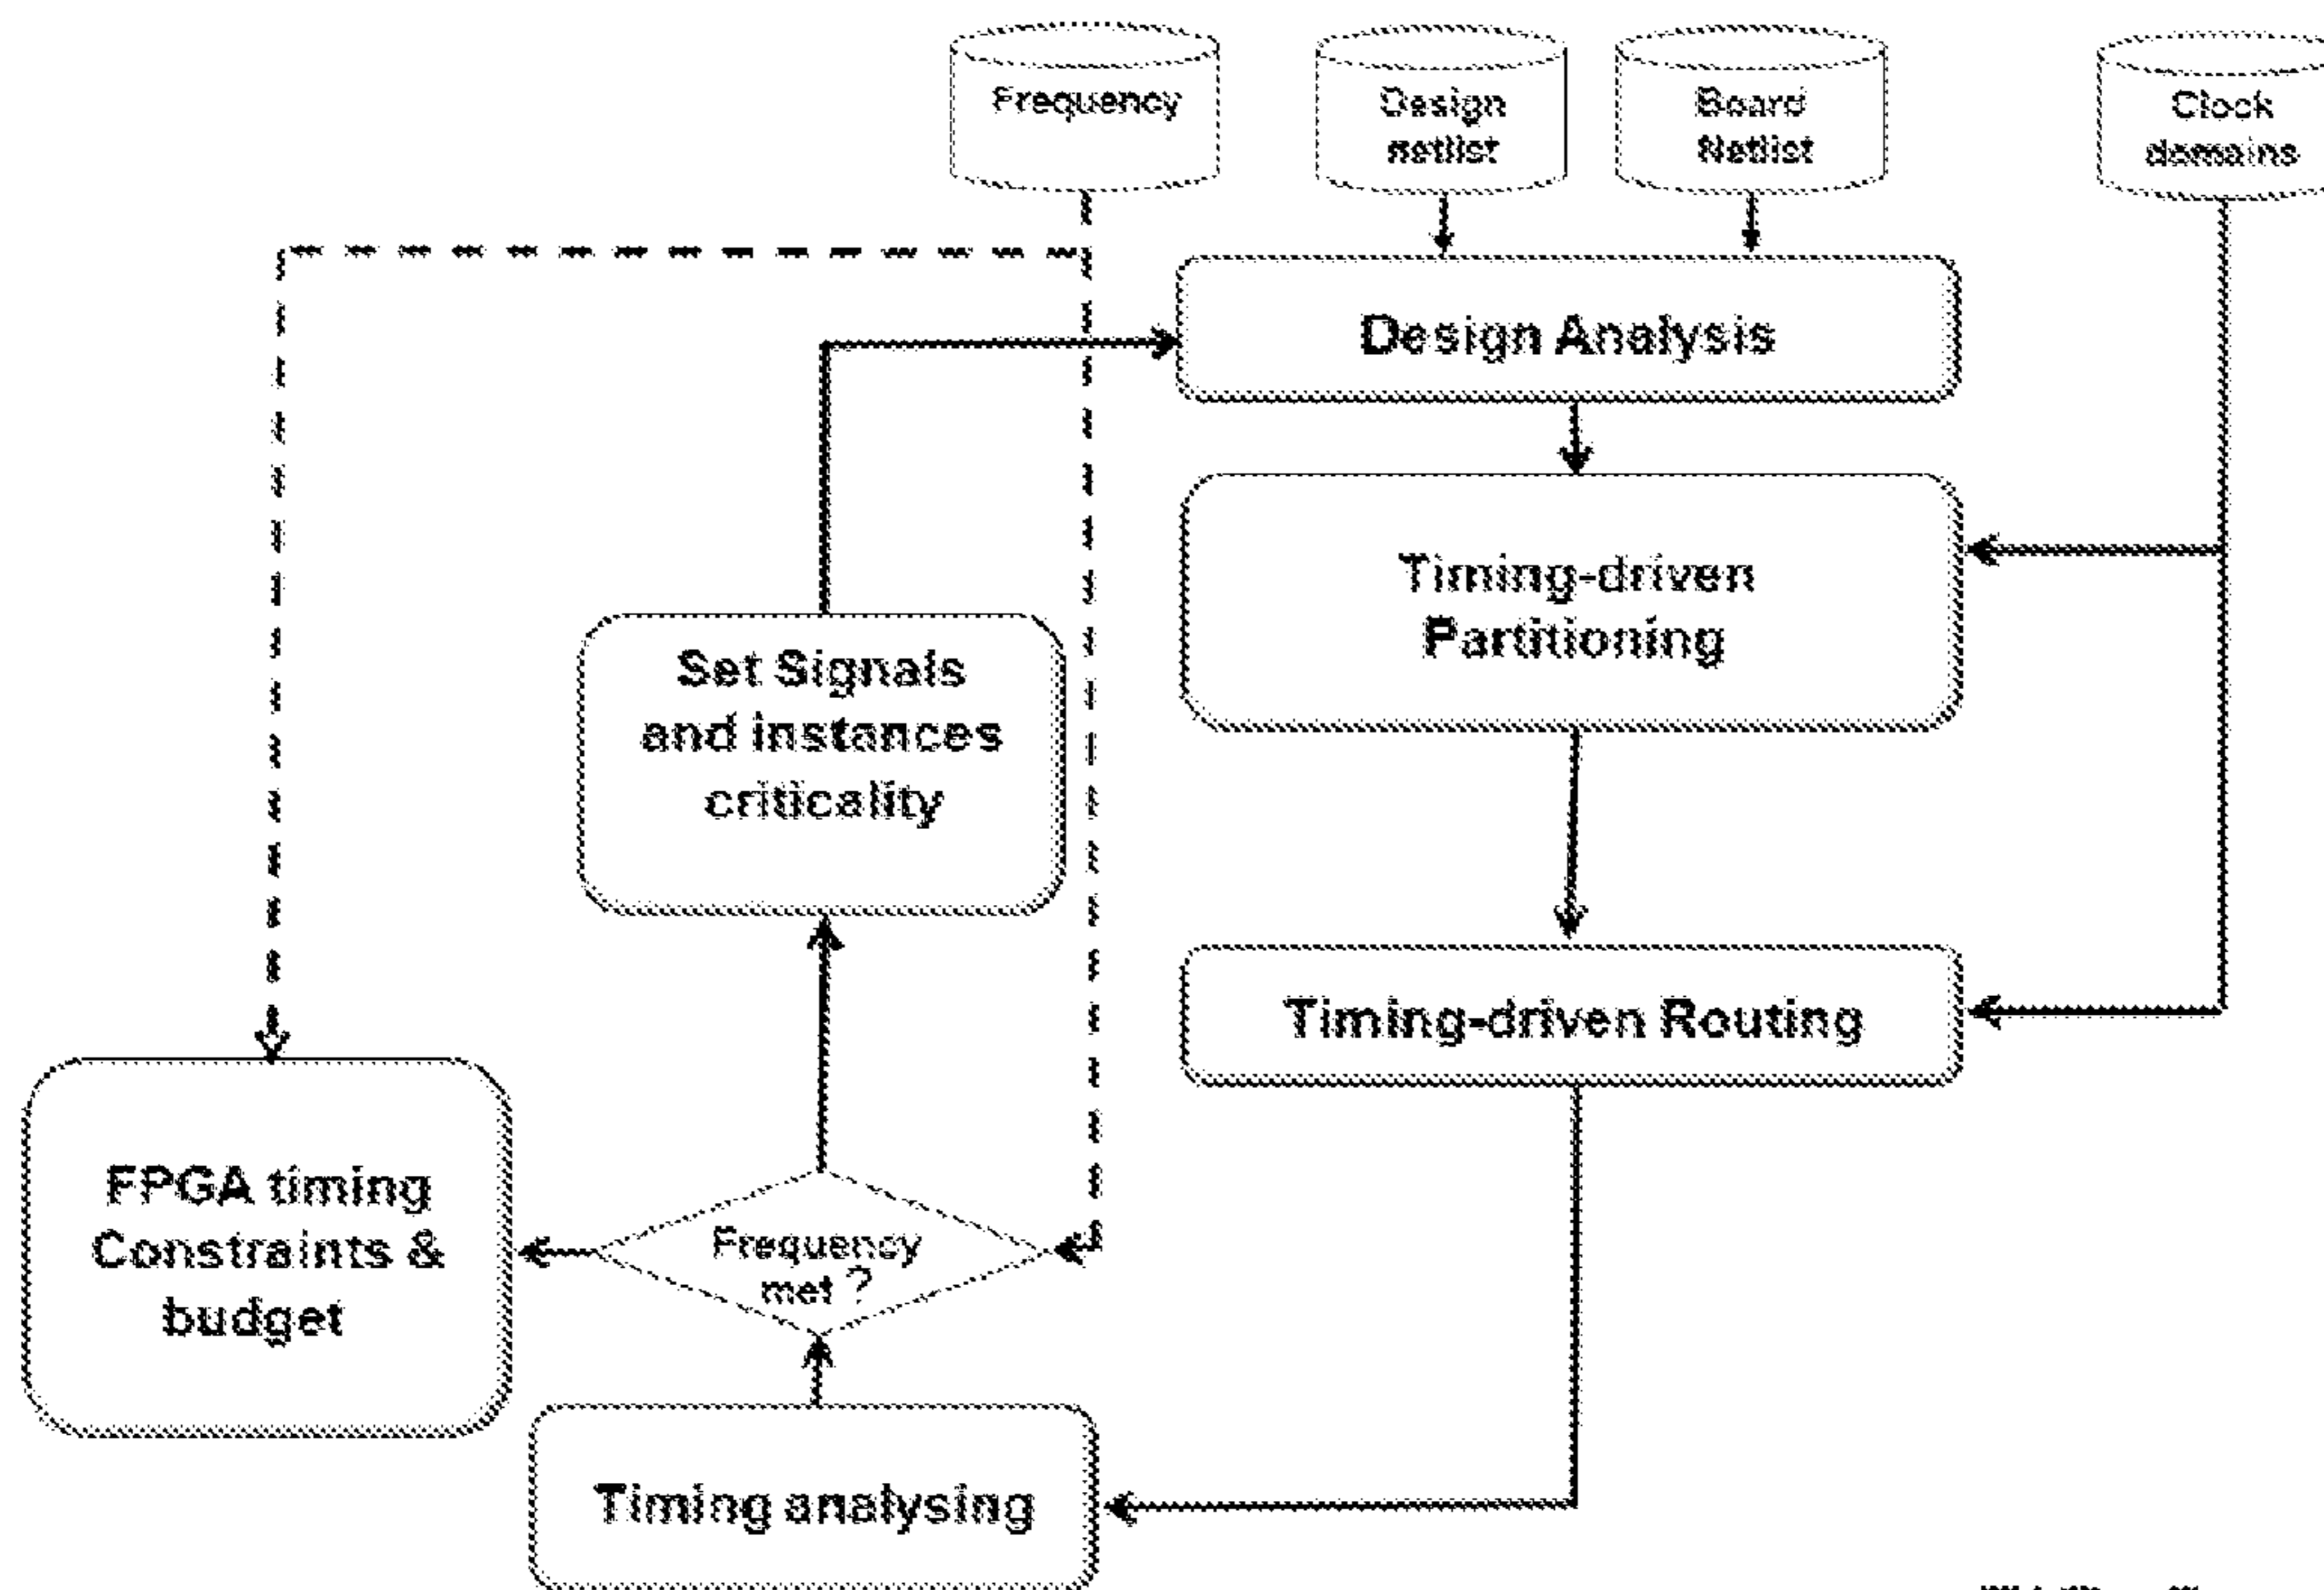 Frequency
Design
netlist
Board
Netlist
Clock
domains
Design Analysis
Timing-driven
Partitioning
Set Signals
and instances
criticality
Timing-driven Routing
FPGA timing
Constraints &
budget
Frequency
met ?
Timing analysing